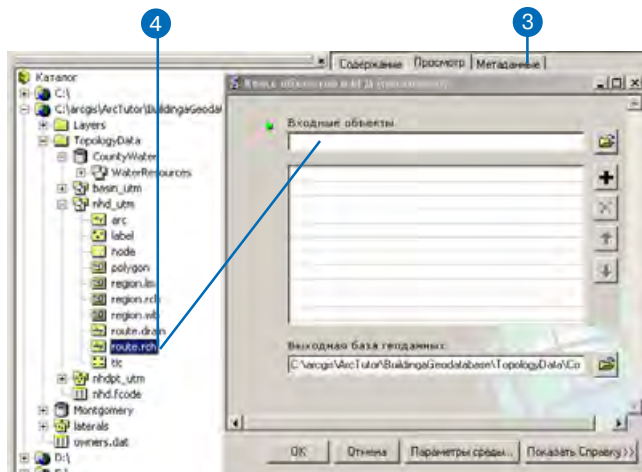 4
3
Содержание Просмотр Метаданные
Каталог
C:\
C:\arcgis\ArcTutor\BuildingaGeodat
Layers
TopologyData
CountyWater
WaterResources
basin_utm
nhd_utm
arc
label
node
polygon
region.lm
region.rch
region.wb
route.drain
route.rch
tic
nhdpt_utm
nhd.fcode
Montgomery
laterals
owners.dat
D:\
Входные объекты
Выходная база геоданных
C:\arcgis\ArcTutor\BuildingaGeodatabase\TopologyData\Co
OK Отмена Параметры среды... Показать Справку >>